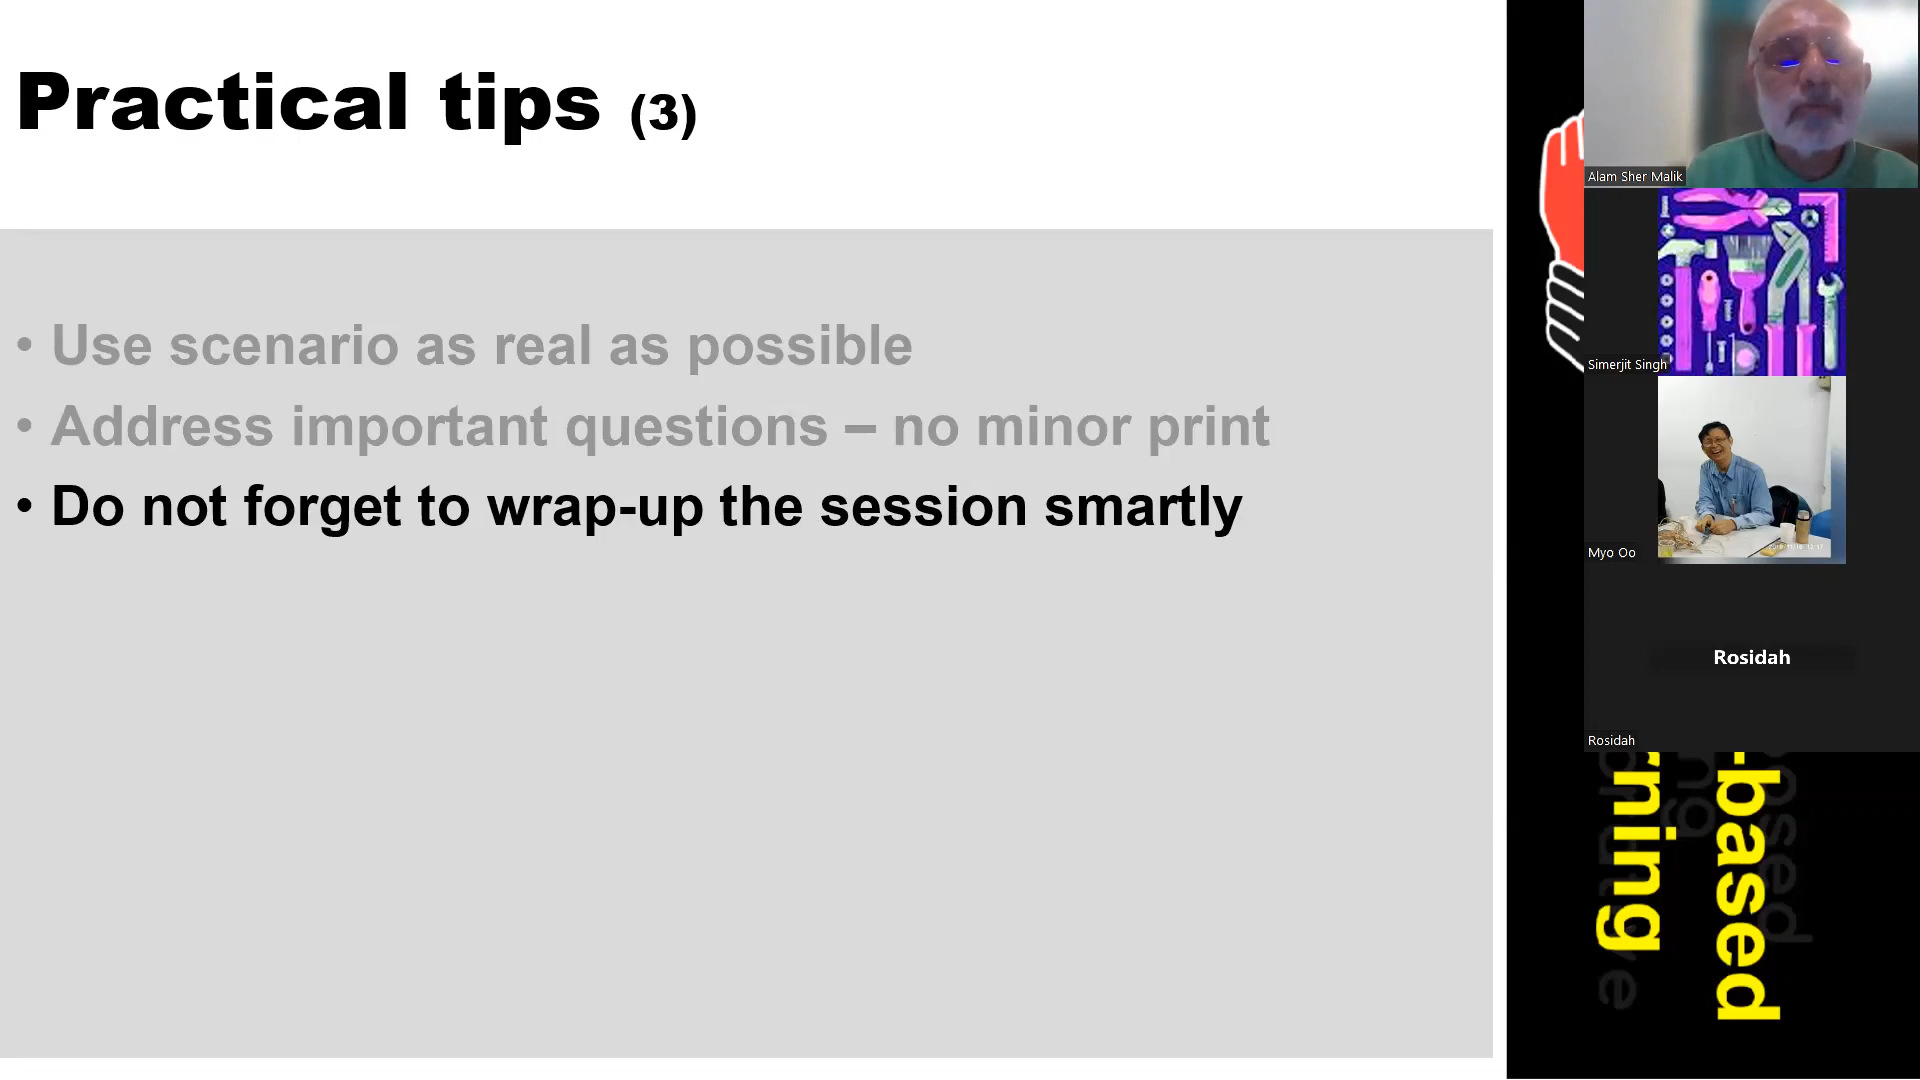 Practical tips (3)
• Use scenario as real as possible
• Address important questions – no minor print
• Do not forget to wrap-up the session smartly
Alam Sher Malik
Simerjit Singh
Myo Oo
Rosidah
Rosidah
-based
rning